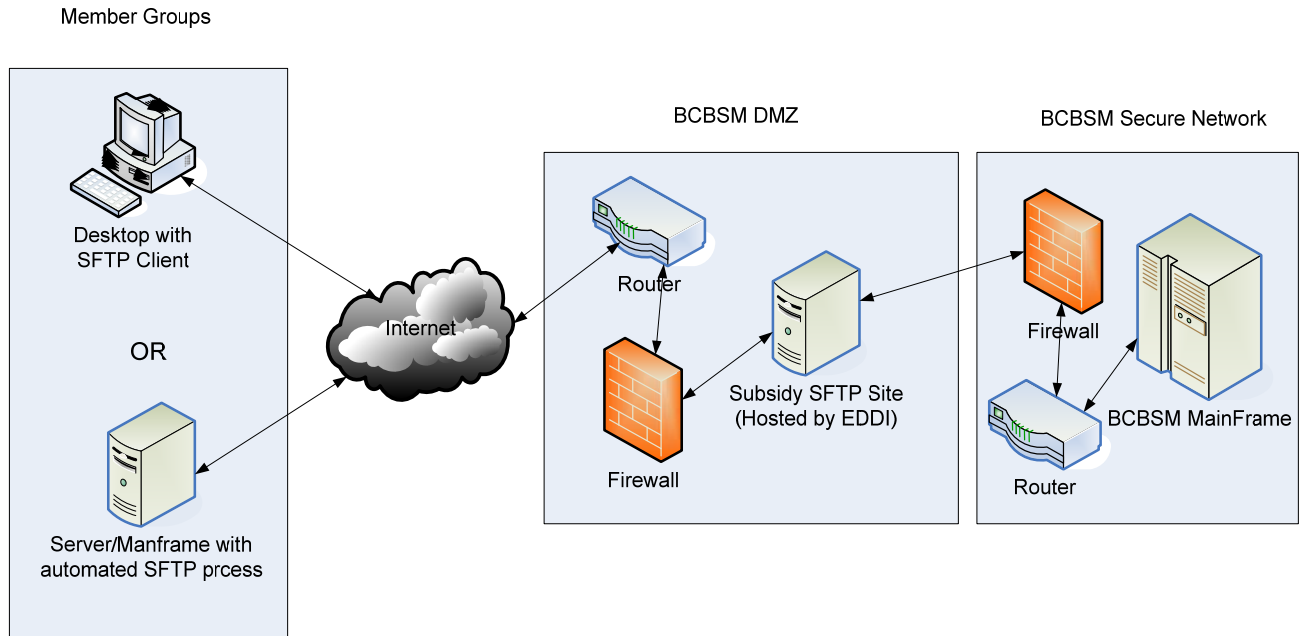 Member Groups
Desktop with
SFTP Client
OR
Server/Manframe with
automated SFTP prcess
Internet
BCBSM DMZ
Router
Firewall
Subsidy SFTP Site
(Hosted by EDDI)
BCBSM Secure Network
Firewall
BCBSM MainFrame
Router